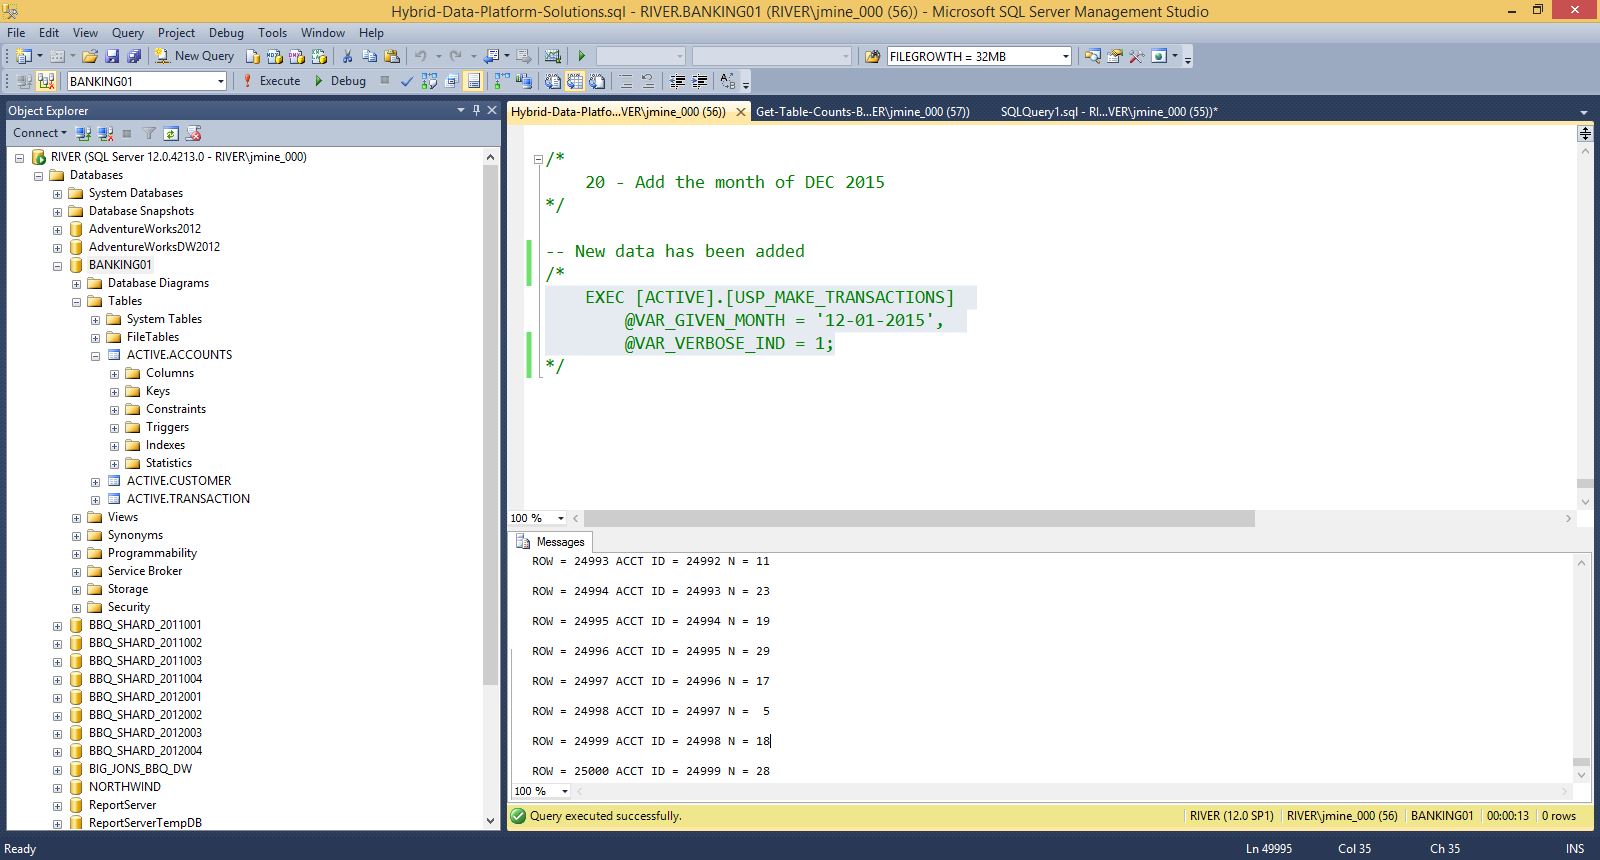 Hybrid-Data-Platform-Solutions.sql - RIVER.BANKING01 (RIVER\jmine_000 (56)) - Microsoft SQL Server Management Studio
File Edit View Query Project Debug Tools Window Help
New Query FILEGROWTH = 32MB
BANKING01 Execute Debug
Object Explorer
Connect
RIVER (SQL Server 12.0.4213.0 - RIVER\jmine_000)
Databases
System Databases
Database Snapshots
AdventureWorks2012
AdventureWorksDW2012
BANKING01
Database Diagrams
Tables
System Tables
FileTables
ACTIVE.ACCOUNTS
Columns
Keys
Constraints
Triggers
Indexes
Statistics
ACTIVE.CUSTOMER
ACTIVE.TRANSACTION
Views
Synonyms
Programmability
Service Broker
Storage
Security
BBQ_SHARD_2011001
BBQ_SHARD_2011002
BBQ_SHARD_2011003
BBQ_SHARD_2011004
BBQ_SHARD_2012001
BBQ_SHARD_2012002
BBQ_SHARD_2012003
BBQ_SHARD_2012004
BIG_JONS_BBQ_DW
NORTHWIND
ReportServer
ReportServerTempDB
Hybrid-Data-Platfo...VER\jmine_000 (56)) Get-Table-Counts-B...ER\jmine_000 (57)) SQLQuery1.sql - RI...VER\jmine_000 (55))*
/*
20 - Add the month of DEC 2015
*/
-- New data has been added
/*
EXEC [ACTIVE].[USP_MAKE_TRANSACTIONS]
@VAR_GIVEN_MONTH = '12-01-2015',
@VAR_VERBOSE_IND = 1;
*/
100 %
Messages
ROW = 24993 ACCT ID = 24992 N = 11
ROW = 24994 ACCT ID = 24993 N = 23
ROW = 24995 ACCT ID = 24994 N = 19
ROW = 24996 ACCT ID = 24995 N = 29
ROW = 24997 ACCT ID = 24996 N = 17
ROW = 24998 ACCT ID = 24997 N =  5
ROW = 24999 ACCT ID = 24998 N = 18
ROW = 25000 ACCT ID = 24999 N = 28
100 %
Query executed successfully. RIVER (12.0 SP1) RIVER\jmine_000 (56) BANKING01 00:00:13 0 rows
Ready Ln 49995 Col 35 Ch 35 INS